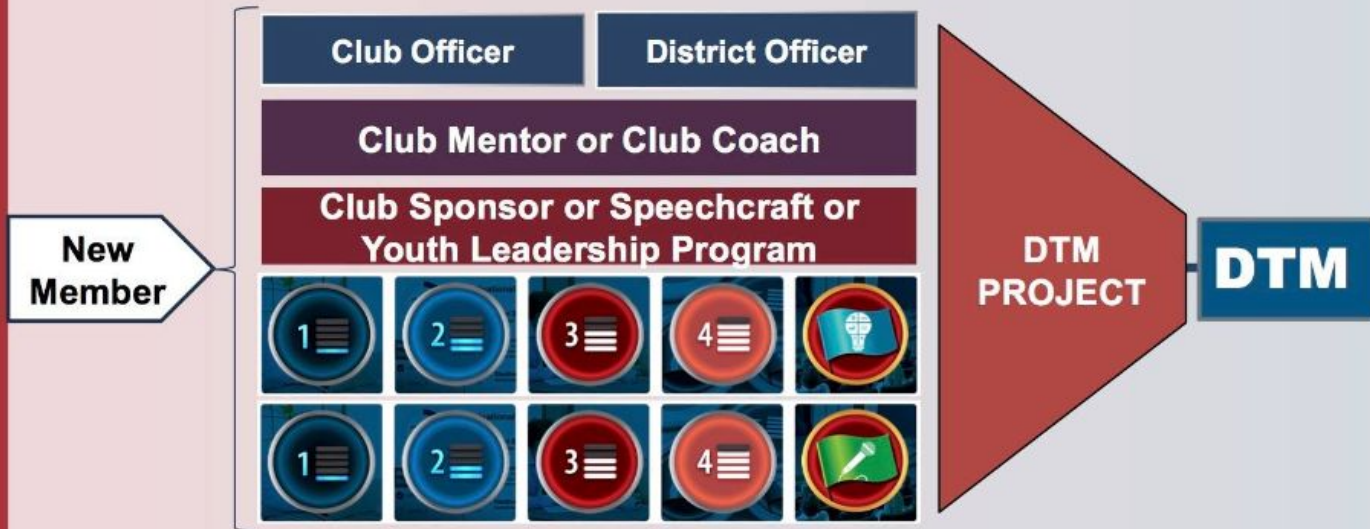 Club Officer
District Officer
Club Mentor or Club Coach
Club Sponsor or Speechcraft or
Youth Leadership Program
New
Member
1
2
3
4
1
2
3
4
DTM
PROJECT
DTM